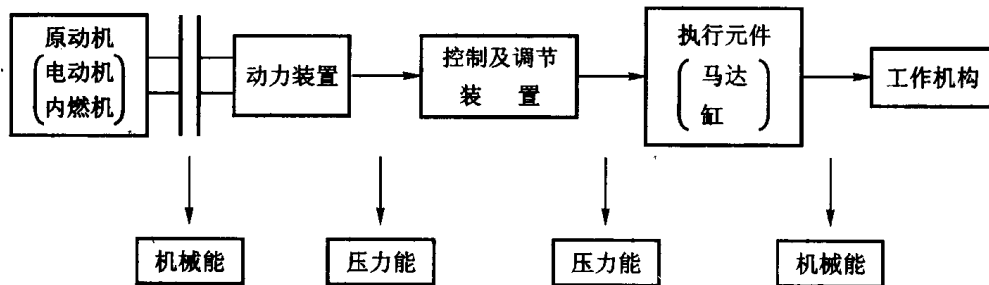 原动机
电动机
内燃机
动力装置
控制及调节
装 置
执行元件
马达
缸
工作机构
机械能
压力能
压力能
机械能